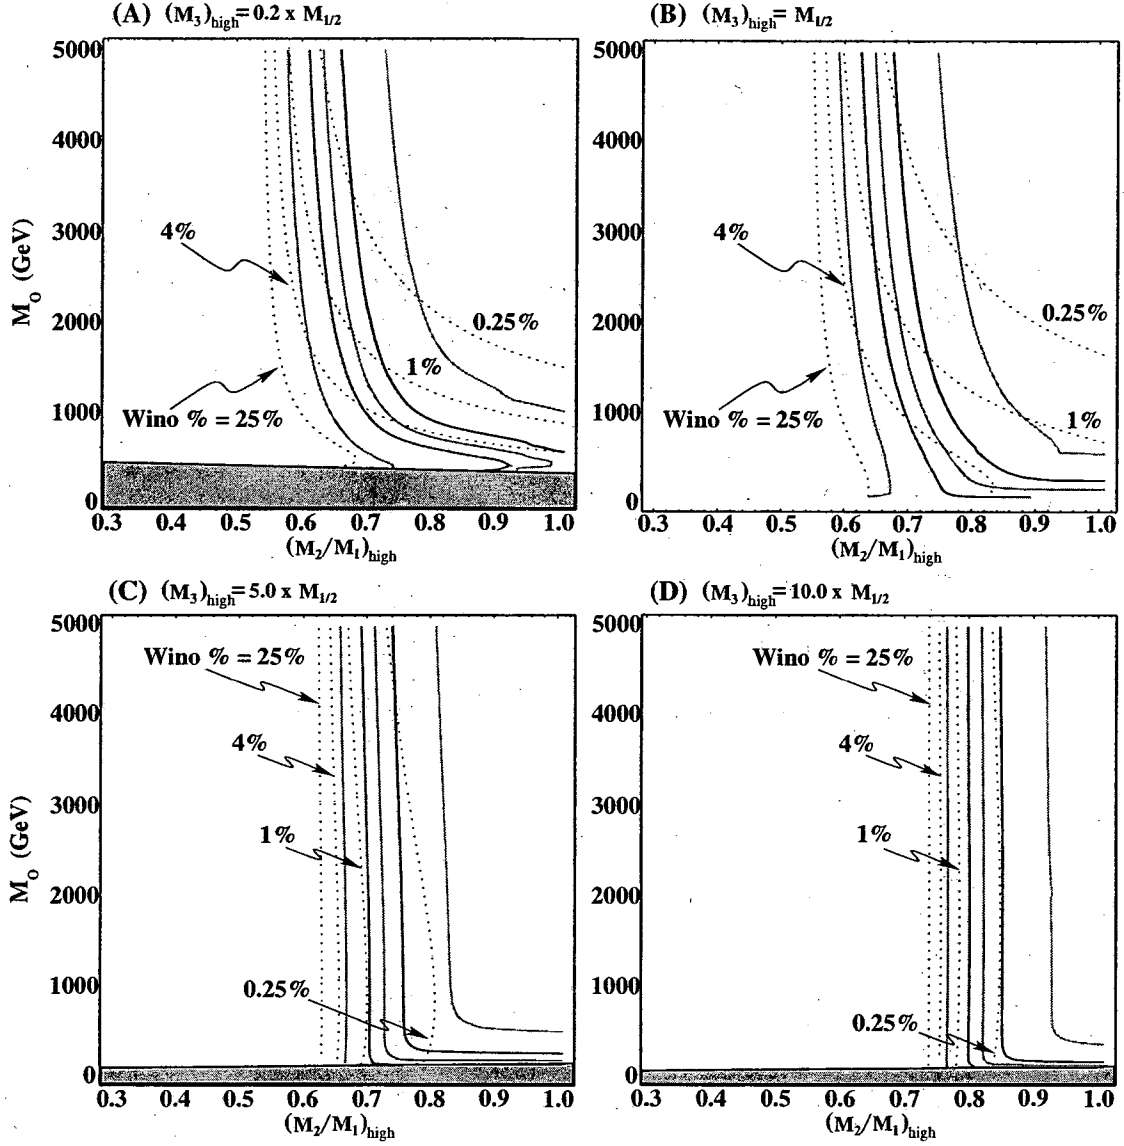 (A) (M3)high = 0.2 x M1/2
(B) (M3)high = M1/2
5000
4000
3000
2000
1000
0
M0 (GeV)
4%
0.25%
1%
Wino % = 25%
0.3 0.4 0.5 0.6 0.7 0.8 0.9 1.0
(M2/M1)high
5000
4000
3000
2000
1000
0
4%
0.25%
1%
Wino % = 25%
0.3 0.4 0.5 0.6 0.7 0.8 0.9 1.0
(M2/M1)high
(C) (M3)high = 5.0 x M1/2
(D) (M3)high = 10.0 x M1/2
5000
4000
3000
2000
1000
0
M0 (GeV)
Wino % = 25%
4%
1%
0.25%
0.3 0.4 0.5 0.6 0.7 0.8 0.9 1.0
(M2/M1)high
5000
4000
3000
2000
1000
0
Wino % = 25%
4%
1%
0.25%
0.3 0.4 0.5 0.6 0.7 0.8 0.9 1.0
(M2/M1)high